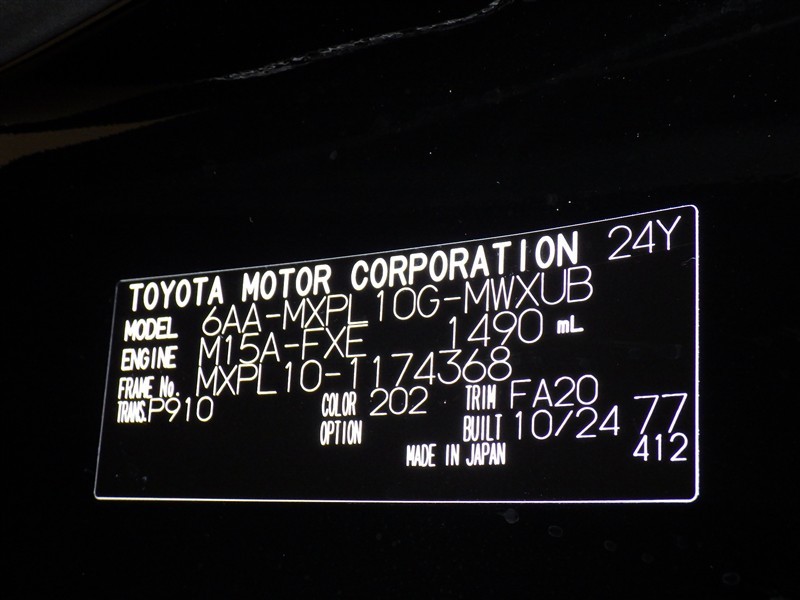 TOYOTA MOTOR CORPORATION 24Y
MODEL 6AA-MXPL10G-MWXUB
ENGINE M15A-FXE 1490 mL
FRAME No. MXPL10-1174368
TRANS. P910 COLOR 202 TRIM FA20 77
OPTION BUILT 10/24 412
MADE IN JAPAN